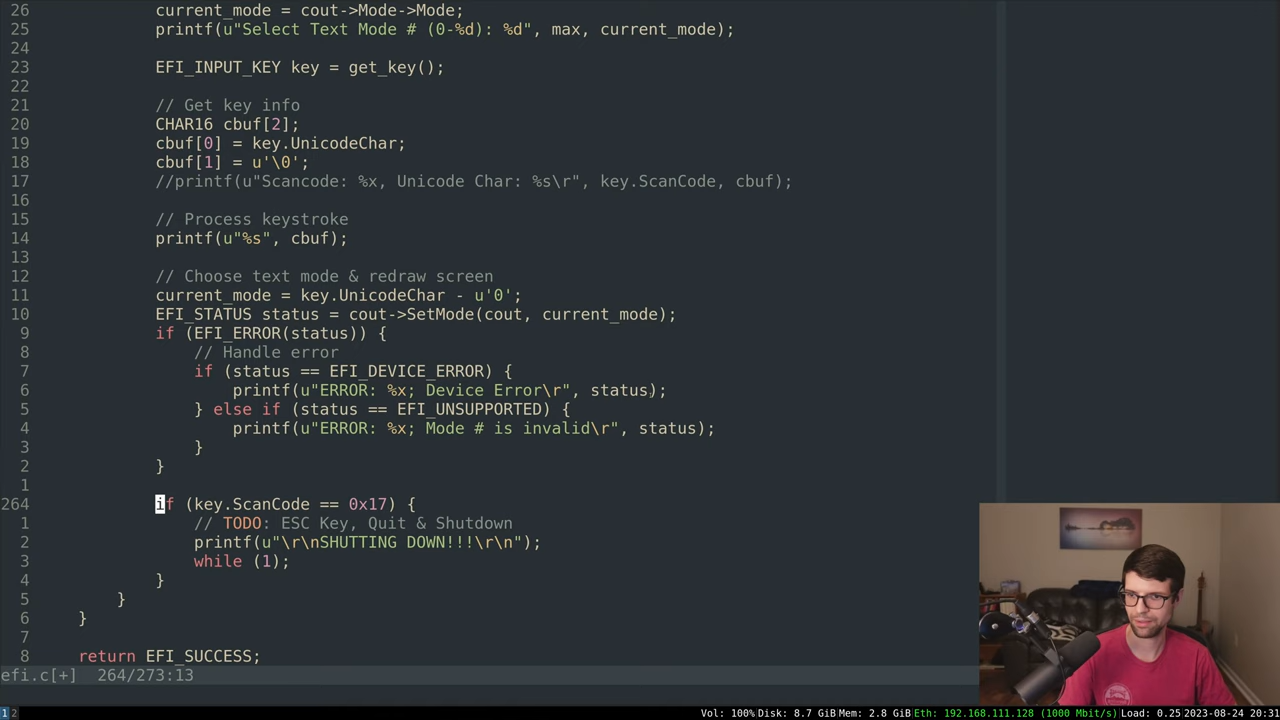 26             current_mode = cout->Mode->Mode;
25             printf(u"Select Text Mode # (0-%d): %d", max, current_mode);
24
23             EFI_INPUT_KEY key = get_key();
22
21             // Get key info
20             CHAR16 cbuf[2];
19             cbuf[0] = key.UnicodeChar;
18             cbuf[1] = u'\0';
17             //printf(u"Scancode: %x, Unicode Char: %s\r", key.ScanCode, cbuf);
16
15             // Process keystroke
14             printf(u"%s", cbuf);
13
12             // Choose text mode & redraw screen
11             current_mode = key.UnicodeChar - u'0';
10             EFI_STATUS status = cout->SetMode(cout, current_mode);
9             if (EFI_ERROR(status)) {
8                 // Handle error
7                 if (status == EFI_DEVICE_ERROR) {
6                     printf(u"ERROR: %x; Device Error\r", status);
5                 } else if (status == EFI_UNSUPPORTED) {
4                     printf(u"ERROR: %x; Mode # is invalid\r", status);
3                 }
2             }
1
264             if (key.ScanCode == 0x17) {
1                 // TODO: ESC Key, Quit & Shutdown
2                 printf(u"\r\nSHUTTING DOWN!!!\r\n");
3                 while (1);
4             }
5         }
6     }
7
8     return EFI_SUCCESS;
efi.c[+]  264/273:13
1 2 Vol: 100% Disk: 8.7 GiB Mem: 2.8 GiB Eth: 192.168.111.128 (1000 Mbit/s) Load: 0.25 2023-08-24 20:31